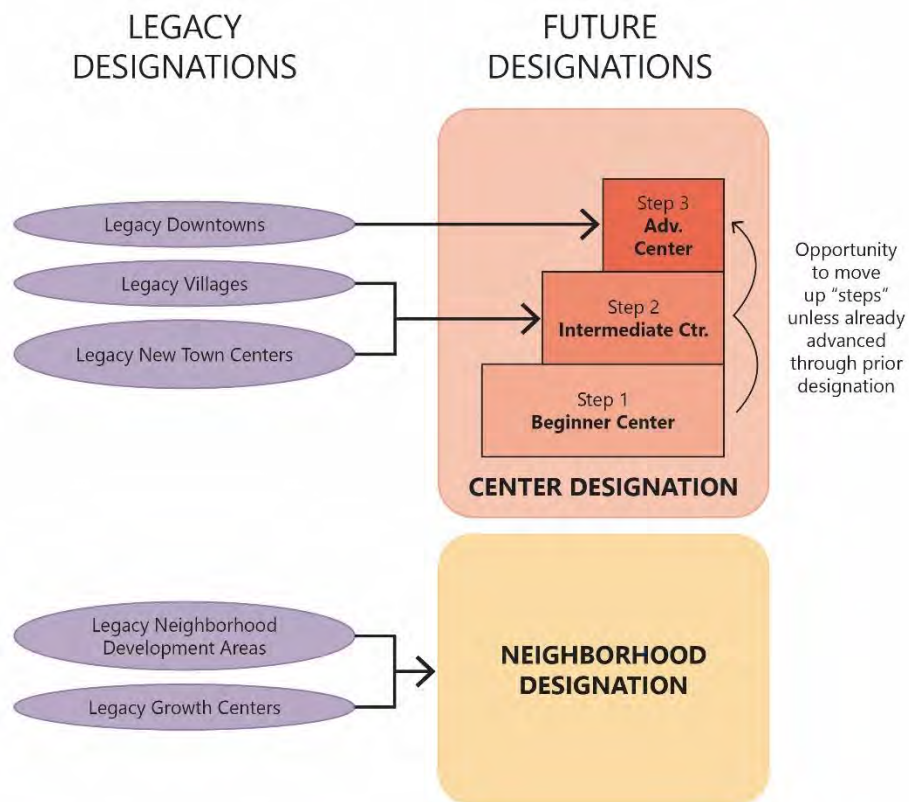 LEGACY
DESIGNATIONS
FUTURE
DESIGNATIONS
Legacy Downtowns
Legacy Villages
Legacy New Town Centers
Step 3
Adv.
Center
Step 2
Intermediate Ctr.
Step 1
Beginner Center
CENTER DESIGNATION
Opportunity
to move
up “steps”
unless already
advanced
through prior
designation
Legacy Neighborhood
Development Areas
Legacy Growth Centers
NEIGHBORHOOD
DESIGNATION